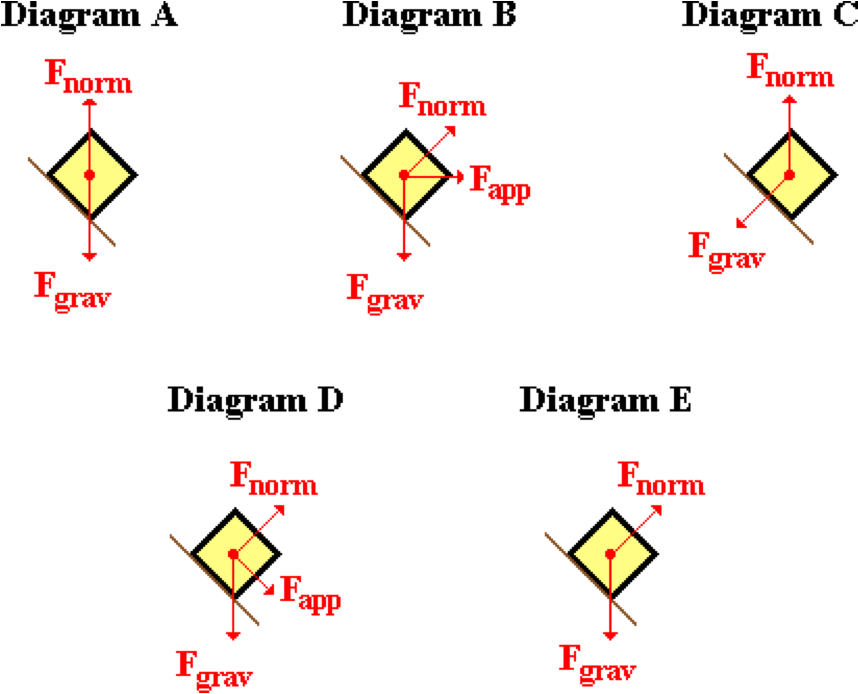 Diagram A
Diagram B
Diagram C
Fnorm
Fnorm
Fnorm
Fapp
Fgrav
Fgrav
Fgrav
Diagram D
Diagram E
Fnorm
Fnorm
Fapp
Fgrav
Fgrav